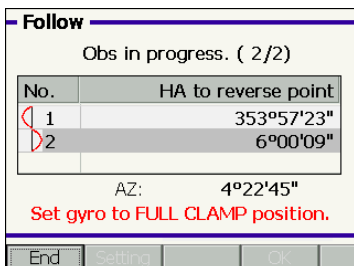 Follow
Obs in progress. ( 2/2)
No. HA to reverse point
1 353°57'23"
2 6°00'09"
AZ: 4°22'45"
Set gyro to FULL CLAMP position.
End Setting OK